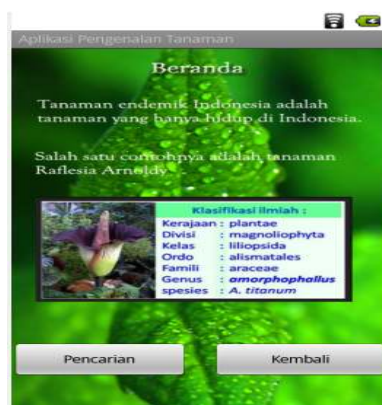 Aplikasi Pengenalan Tanaman
Beranda
Tanaman endemik Indonesia adalah
tanaman yang hanya hidup di Indonesia.
Salah satu contohnya adalah tanaman
Raflesia Arnoldy
Klasifikasi ilmiah :
Kerajaan : plantae
Divisi : magnoliophyta
Kelas : liliopsida
Ordo : alismatales
Famili : araceae
Genus : amorphophallus
spesies : A. titanum
Pencarian
Kembali